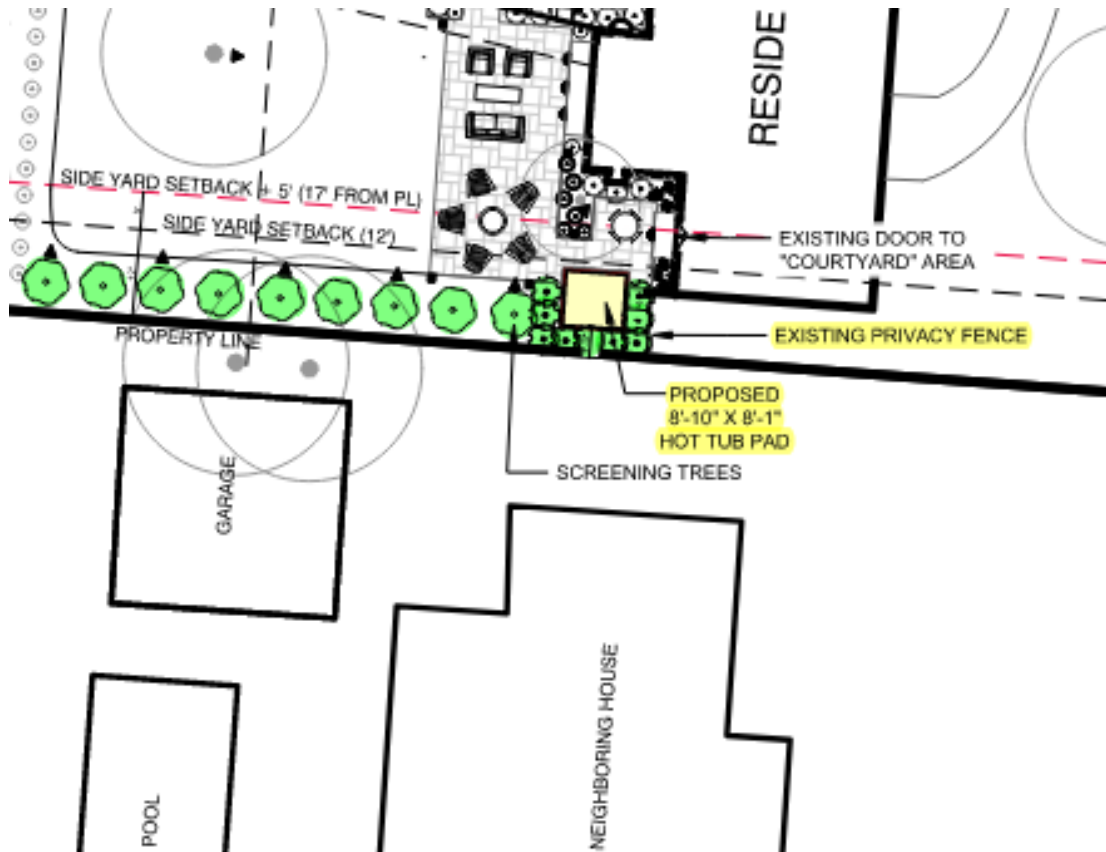 RESIDE
SIDE YARD SETBACK + 5' (17' FROM PL)
SIDE YARD SETBACK (12')
EXISTING DOOR TO
"COURTYARD" AREA
PROPERTY LINE
EXISTING PRIVACY FENCE
PROPOSED
8'-10" X 8'-1"
HOT TUB PAD
SCREENING TREES
GARAGE
NEIGHBORING HOUSE
POOL